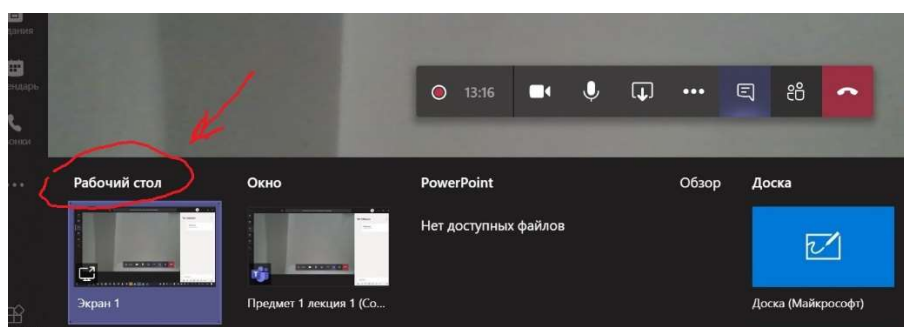 13:16
Рабочий стол
Окно
PowerPoint
Обзор
Доска
Нет доступных файлов
Экран 1
Предмет 1 лекция 1 (Co...
Доска (Майкрософт)